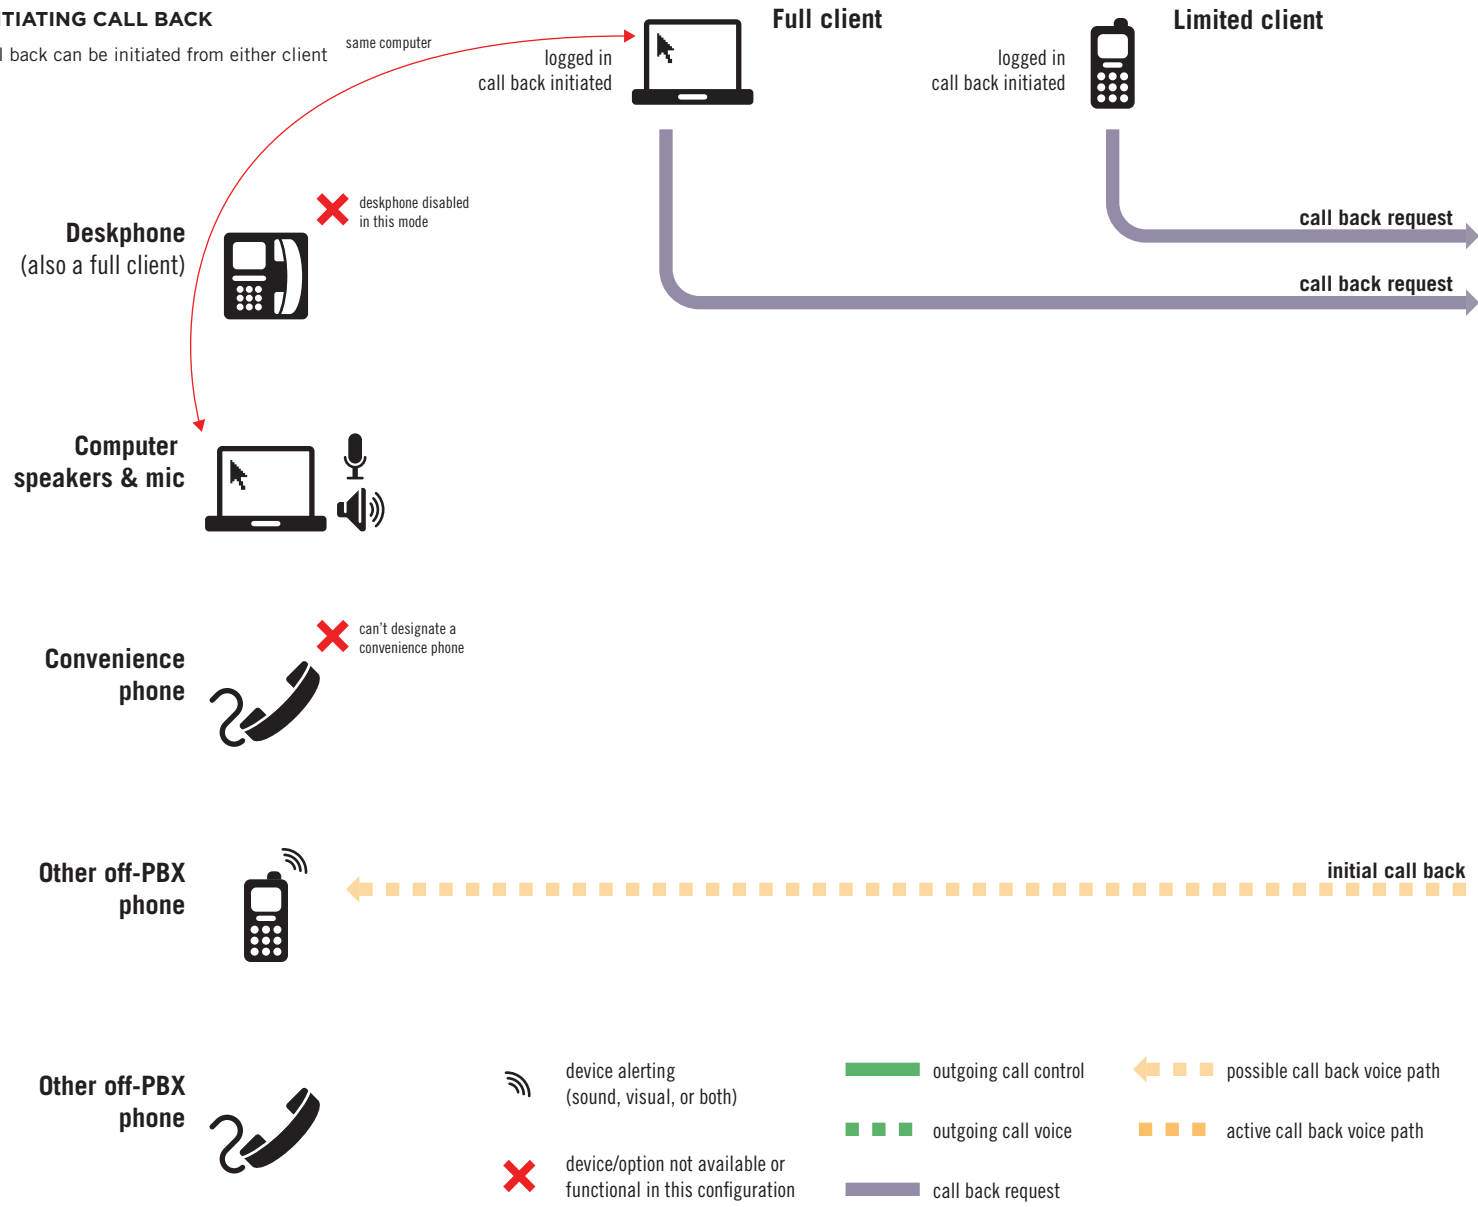 ITIATING CALL BACK
l back can be initiated from either client
same computer
Full client
logged in
call back initiated
Limited client
logged in
call back initiated
deskphone disabled
in this mode
Deskphone
(also a full client)
call back request
call back request
Computer
speakers & mic
can't designate a
convenience phone
Convenience
phone
Other off-PBX
phone
initial call back
Other off-PBX
phone
device alerting
(sound, visual, or both)
device/option not available or
functional in this configuration
outgoing call control
outgoing call voice
call back request
possible call back voice path
active call back voice path